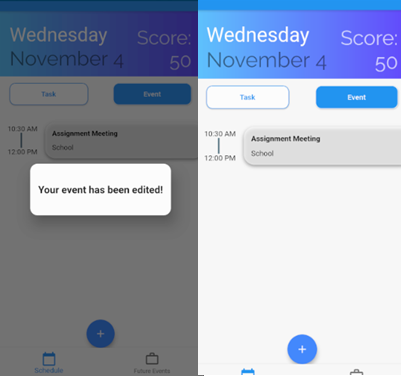 Wednesday
November 4
Score:
50
Task
Event
10:30 AM
12:00 PM
Assignment Meeting
School
Your event has been edited!
+
Schedule
Future Events
Wednesday
November 4
Score:
50
Task
Event
10:30 AM
12:00 PM
Assignment Meeting
School
+